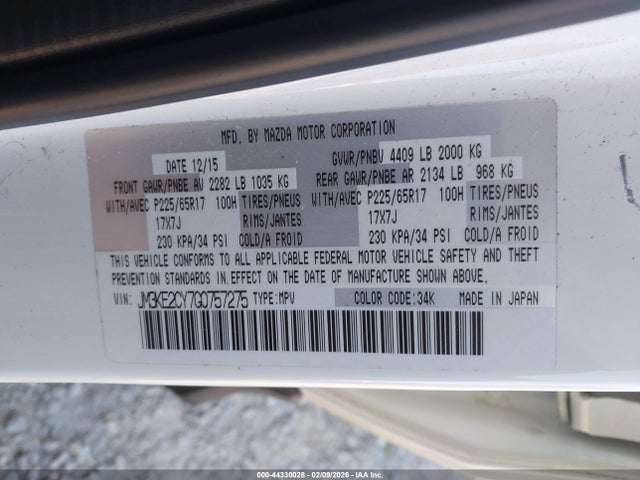 MFD. BY MAZDA MOTOR CORPORATION
DATE 12/15 GVWR/PNBV 4409 LB 2000 KG
FRONT GAWR/PNBE AV 2282 LB 1035 KG REAR GAWR/PNBE AR 2134 LB 968 KG
WITH/AVEC P225/65R17 100H TIRES/PNEUS WITH/AVEC P225/65R17 100H TIRES/PNEUS
17X7J RIMS/JANTES 17X7J RIMS/JANTES
230 KPA/34 PSI COLD/A FROID 230 KPA/34 PSI COLD/A FROID
THIS VEHICLE CONFORMS TO ALL APPLICABLE FEDERAL MOTOR VEHICLE SAFETY AND THEFT
PREVENTION STANDARDS IN EFFECT ON THE DATE OF MANUFACTURE SHOWN ABOVE.
VIN: JM3KE2CY7G0757275 TYPE:MPV COLOR CODE:34K MADE IN JAPAN
000-44330028 - 02/09/2026 - IAA Inc.